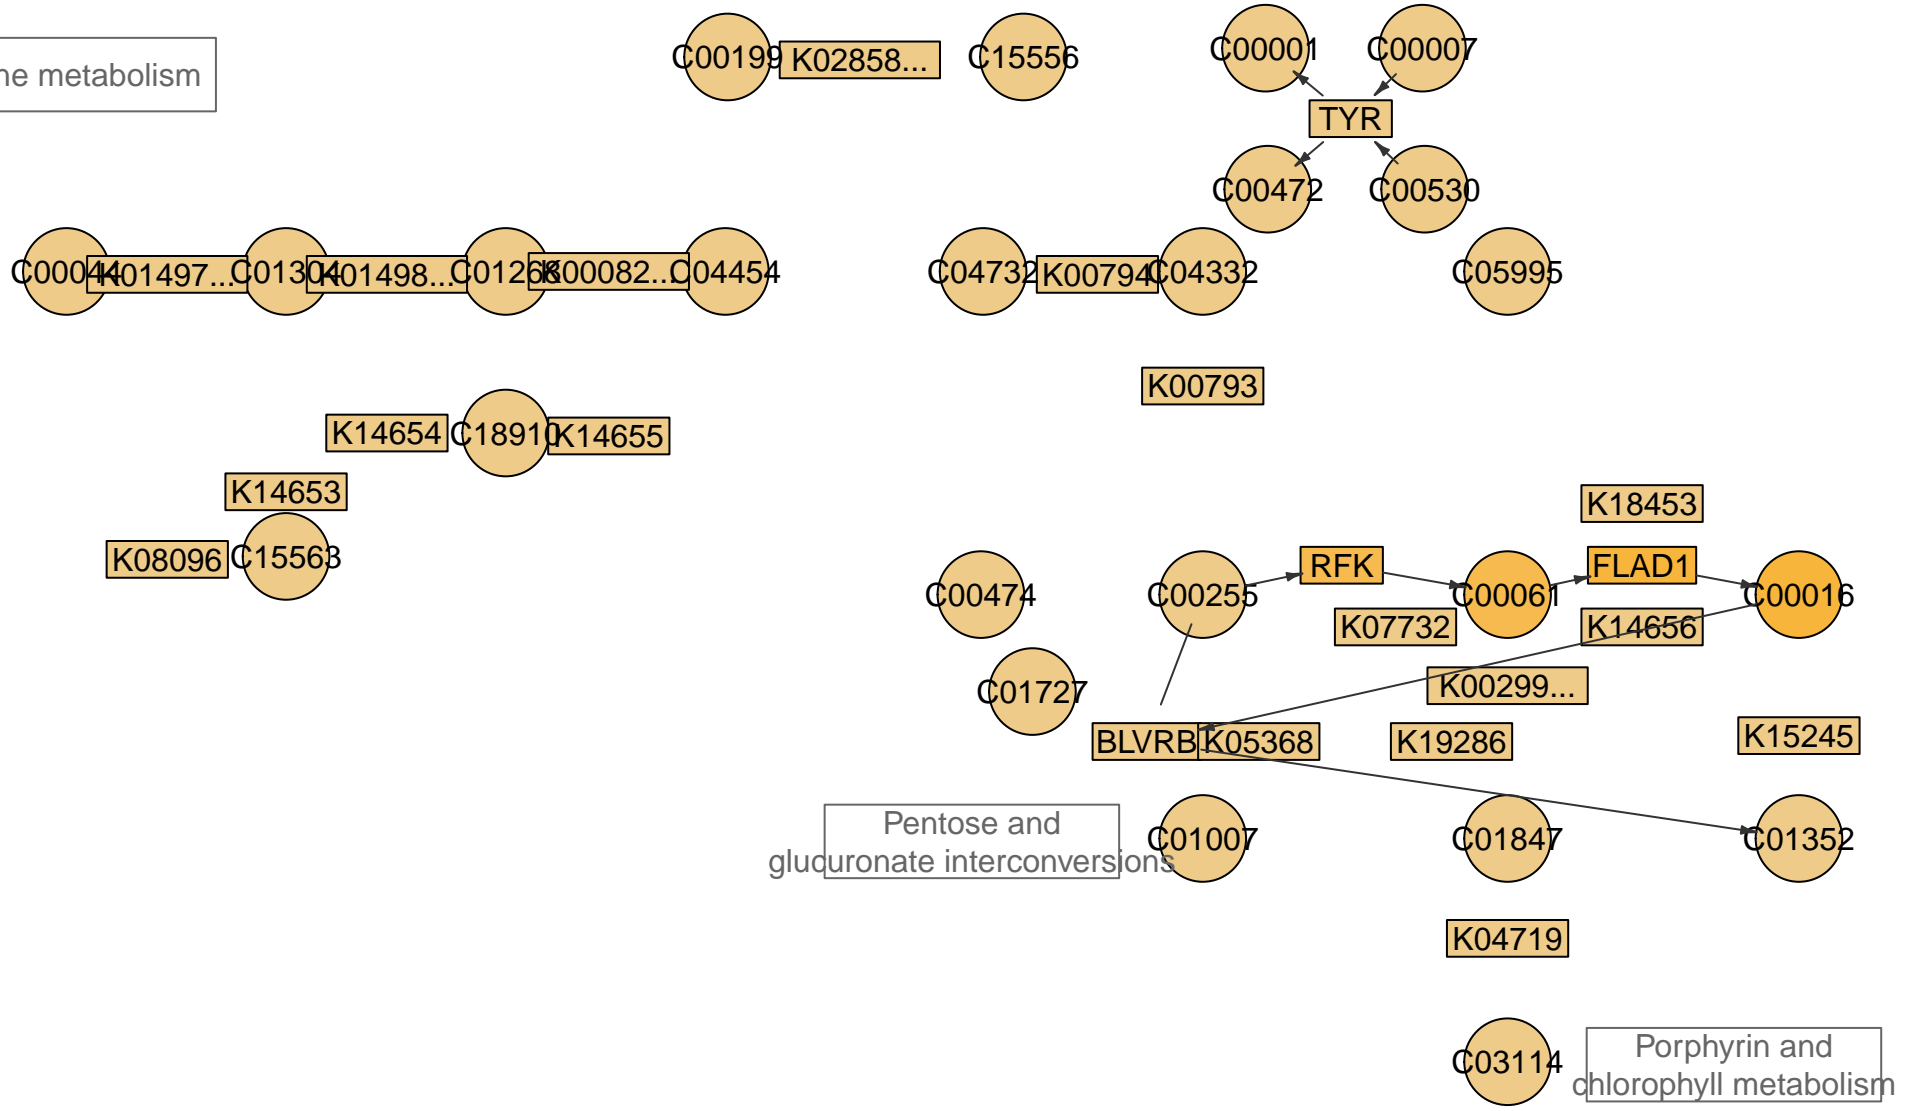 C00199
K02858...
C15556
C00001
C00007
ne metabolism
TYR
C00472
C00530
C00044
K01497...
C01304
K01498...
C01268
K00082...
C04454
C04732
K00794
C04332
C05995
K00793
K14654
C18910
K14655
K14653
K18453
K08096
C15563
RFK
FLAD1
C00474
C00255
C00061
C00016
K07732
K14656
C01727
K00299...
BLVRB
K05368
K19286
K15245
Pentose and
glucuronate interconversions
C01007
C01847
C01352
K04719
C03114
Porphyrin and
chlorophyll metabolism